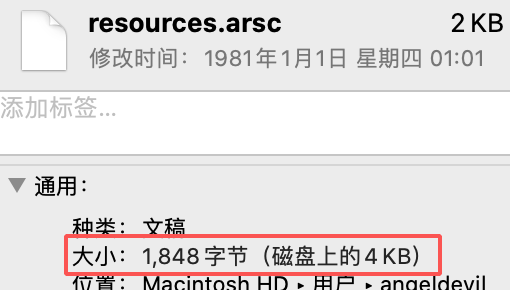 resources.arsc 2 KB
修改时间：1981年1月1日 星期四 01:01
添加标签...
通用：
种类：文稿
大小：1,848 字节（磁盘上的4 KB）
位置：Macintosh HD ▸ 用户 ▸ angeldevil